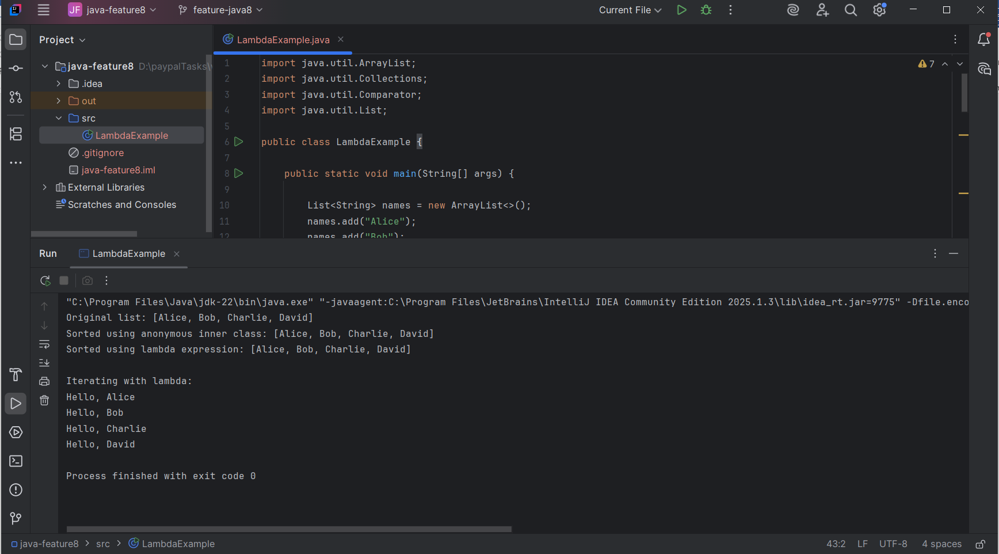 JF java-feature8 feature-java8 Current File
Project
LambdaExample.java
java-feature8 D:\paypalTasks\
.idea
out
src
LambdaExample
.gitignore
java-feature8.iml
External Libraries
Scratches and Consoles
7
1 import java.util.ArrayList;
2 import java.util.Collections;
3 import java.util.Comparator;
4 import java.util.List;
5
6 public class LambdaExample {
7
8 public static void main(String[] args) {
9
10 List<String> names = new ArrayList<>();
11 names.add("Alice");
12 names.add("Bob");
Run LambdaExample
"C:\Program Files\Java\jdk-22\bin\java.exe" "-javaagent:C:\Program Files\JetBrains\IntelliJ IDEA Community Edition 2025.1.3\lib\idea_rt.jar=9775" -Dfile.enco
Original list: [Alice, Bob, Charlie, David]
Sorted using anonymous inner class: [Alice, Bob, Charlie, David]
Sorted using lambda expression: [Alice, Bob, Charlie, David]
Iterating with lambda:
Hello, Alice
Hello, Bob
Hello, Charlie
Hello, David
Process finished with exit code 0
java-feature8 > src > LambdaExample
43:2 LF UTF-8 4 spaces